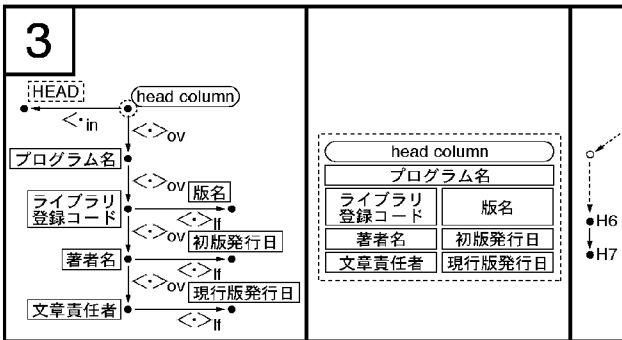 3
HEAD
head column
<·in
<·>ov
プログラム名
<·>ov
版名
ライブラリ
登録コード
<·>lf
<·>ov
初版発行日
著者名
<·>lf
<·>ov
現行版発行日
文章責任者
<·>lf
head column
プログラム名
ライブラリ
登録コード
版名
著者名
初版発行日
文章責任者
現行版発行日
H6
H7